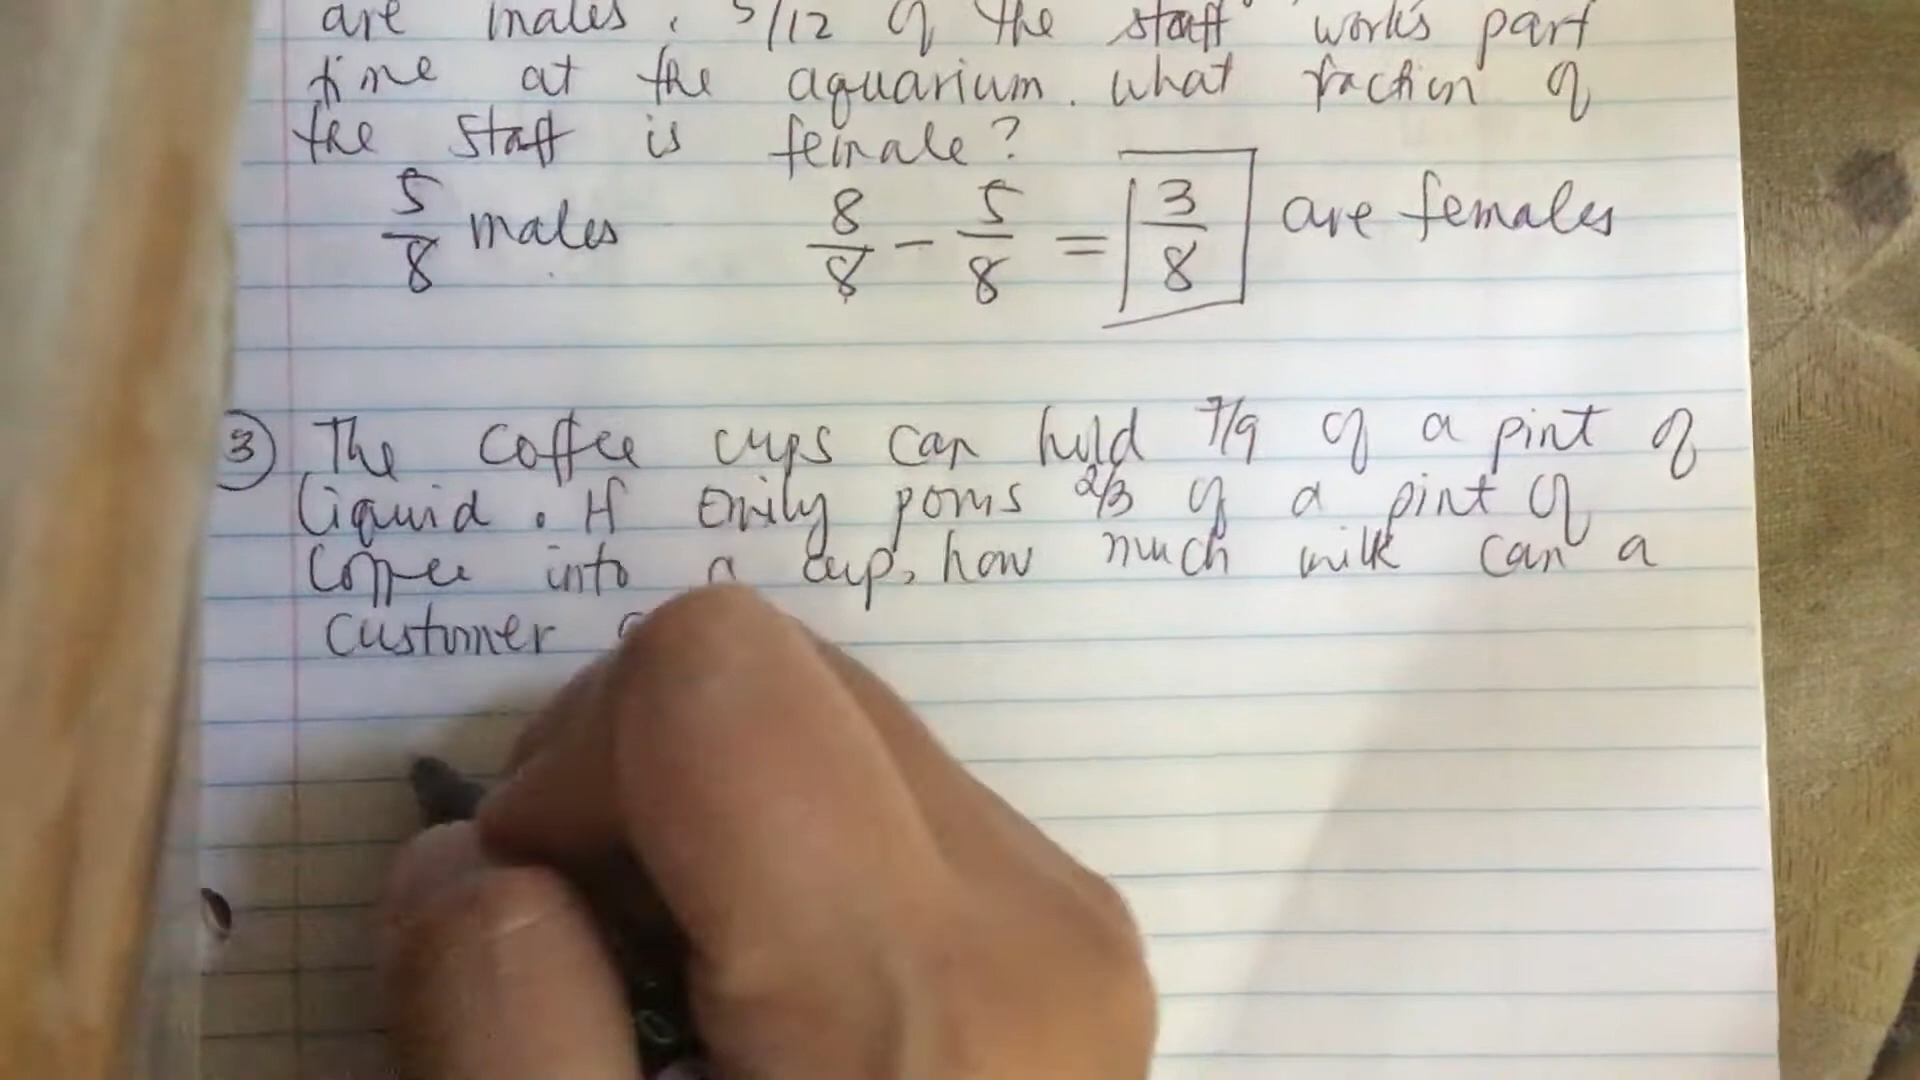 are males. 5/12 of the staff works part
time at the aquarium. what fraction of
the staff is female?
5/8 males 8/8 - 5/8 = 3/8 are females
3 The coffee cups can hold 7/9 of a pint of
liquid. If Emily pours 2/3 of a pint of
Coffee into a cup, how much milk can a
customer